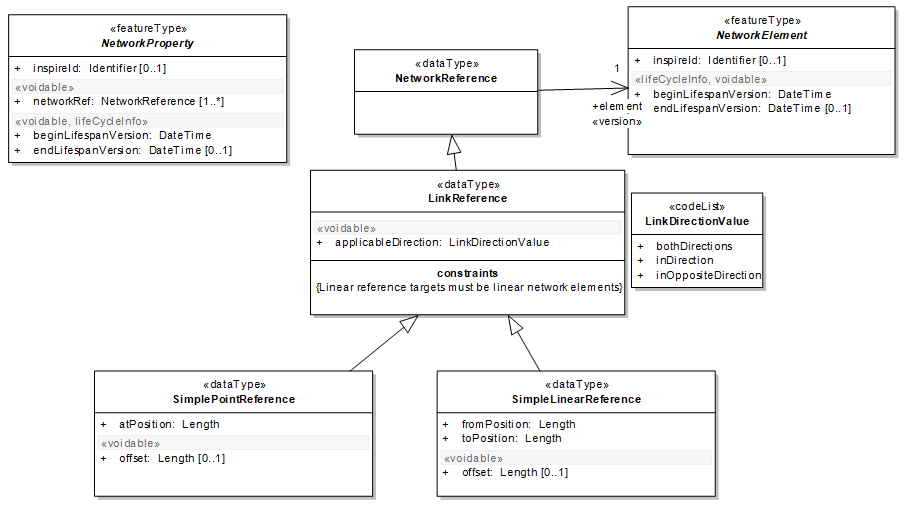 «featureType»
NetworkProperty
+ inspireId: Identifier [0..1]
«voidable»
+ networkRef: NetworkReference [1..*]
«voidable, lifeCycleInfo»
+ beginLifespanVersion: DateTime
+ endLifespanVersion: DateTime [0..1]
«dataType»
NetworkReference
1
+element
«version»
«featureType»
NetworkElement
+ inspireId: Identifier [0..1]
«lifeCycleInfo, voidable»
+ beginLifespanVersion: DateTime
endLifespanVersion: DateTime [0..1]
«dataType»
LinkReference
«voidable»
+ applicableDirection: LinkDirectionValue
constraints
{Linear reference targets must be linear network elements}
«codeList»
LinkDirectionValue
+ bothDirections
+ inDirection
+ inOppositeDirection
«dataType»
SimplePointReference
+ atPosition: Length
«voidable»
+ offset: Length [0..1]
«dataType»
SimpleLinearReference
+ fromPosition: Length
+ toPosition: Length
«voidable»
+ offset: Length [0..1]